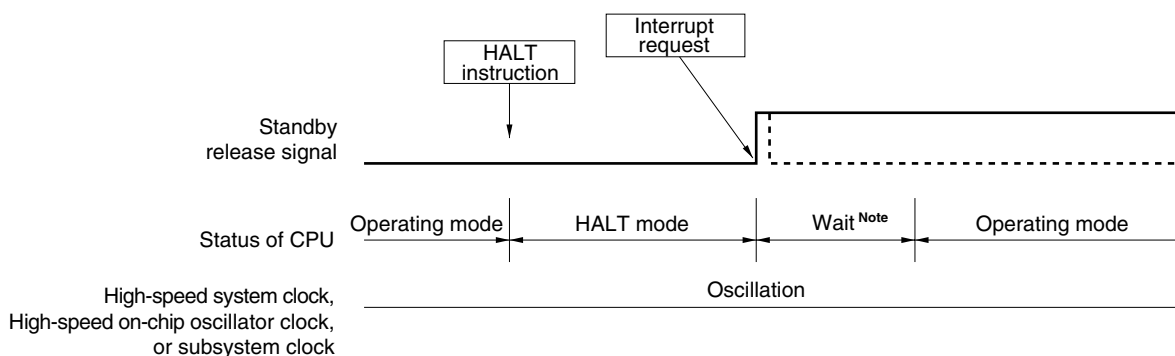 HALT
instruction
Interrupt
request
Standby
release signal
Status of CPU
Operating mode
HALT mode
Wait Note
Operating mode
High-speed system clock,
High-speed on-chip oscillator clock,
or subsystem clock
Oscillation